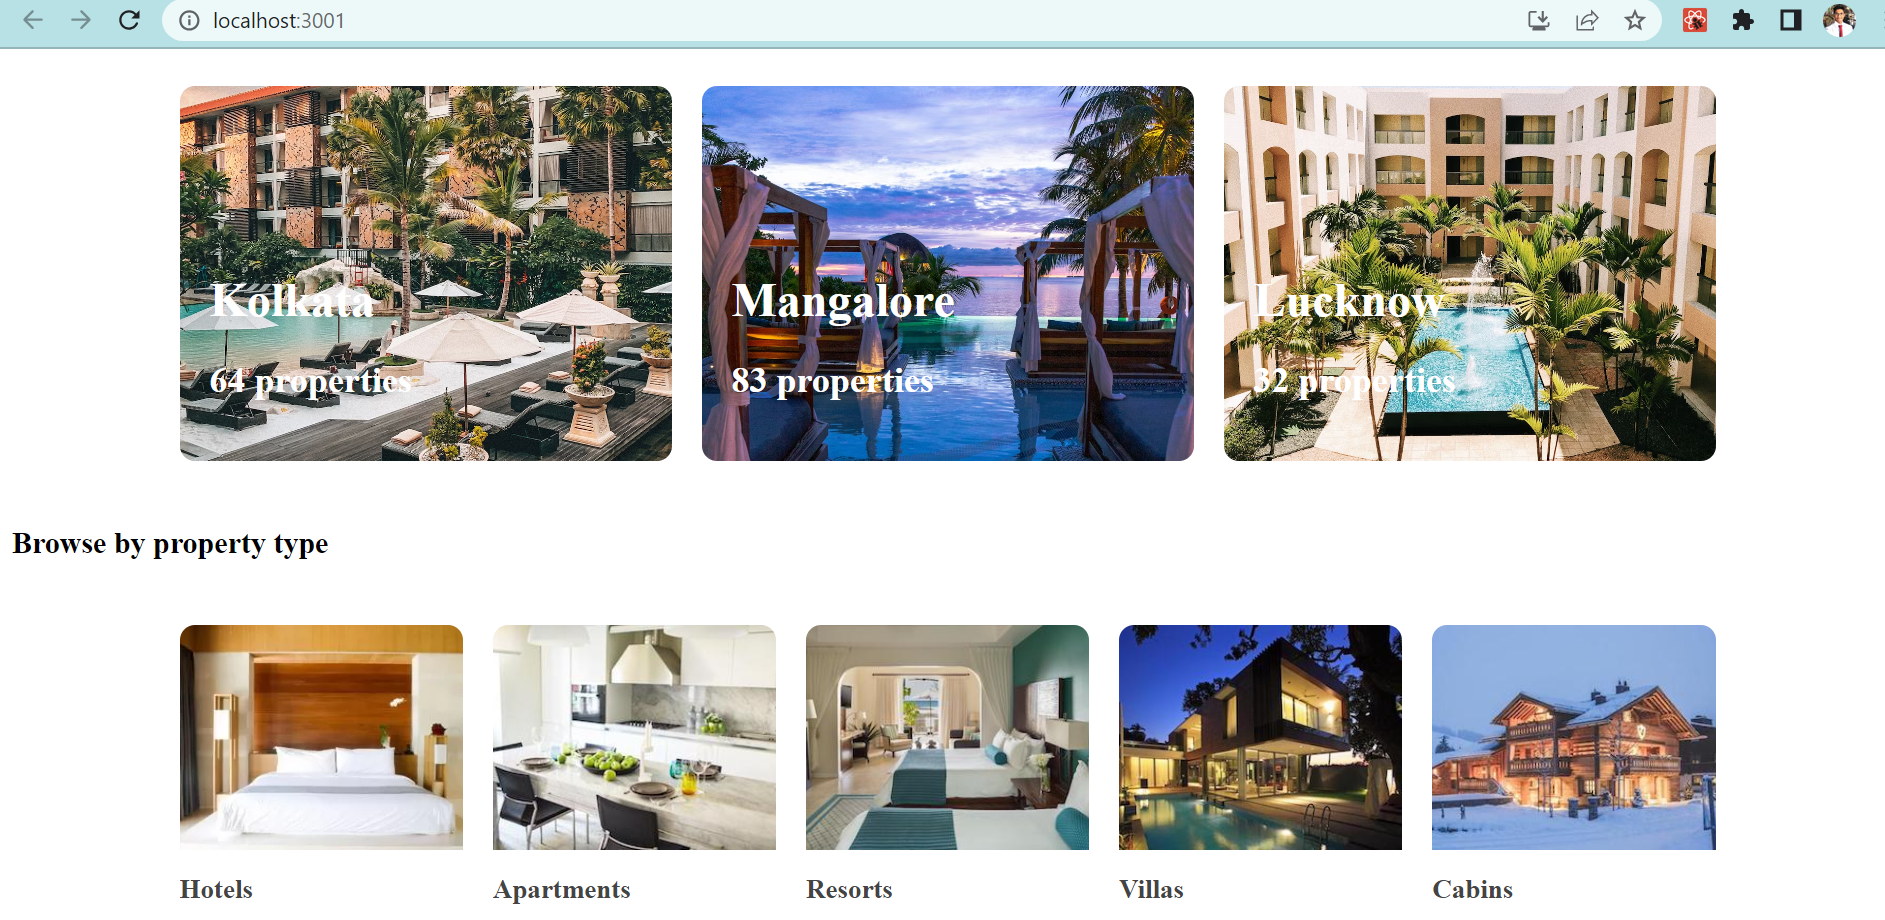 localhost:3001
Kolkata
64 properties
Mangalore
83 properties
Lucknow
32 properties
Browse by property type
Hotels
Apartments
Resorts
Villas
Cabins